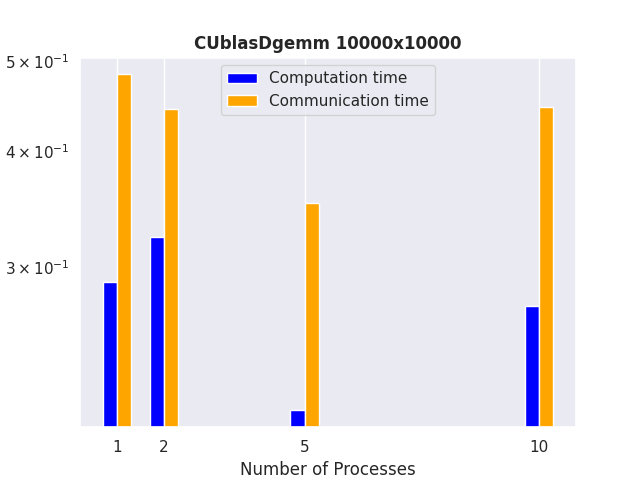 CUblasDgemm 10000x10000
Computation time
Communication time
5 × 10⁻¹
4 × 10⁻¹
3 × 10⁻¹
1 2 5 10
Number of Processes